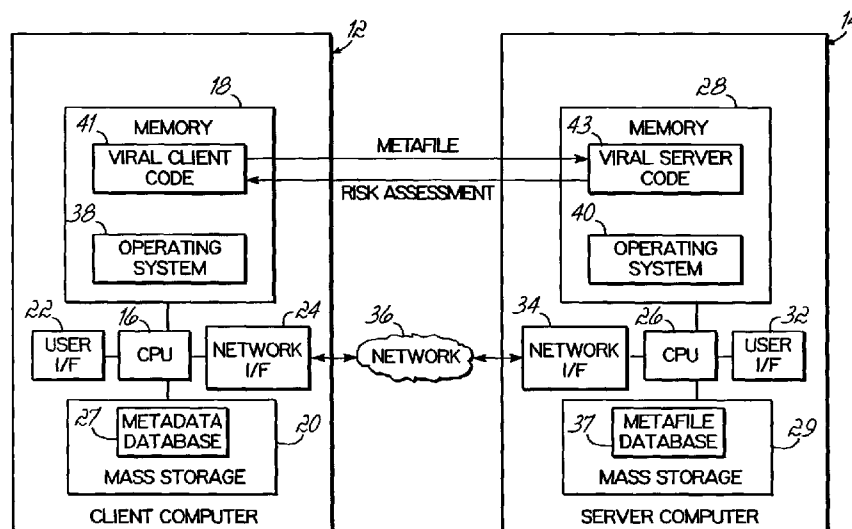 12
14
18
28
41
MEMORY
VIRAL CLIENT
CODE
METAFILE
RISK ASSESSMENT
43
MEMORY
VIRAL SERVER
CODE
38
OPERATING
SYSTEM
40
OPERATING
SYSTEM
22
USER
I/F
16
CPU
24
NETWORK
I/F
36
NETWORK
34
NETWORK
I/F
26
CPU
32
USER
I/F
27
METADATA
DATABASE
20
MASS STORAGE
37
METAFILE
DATABASE
29
MASS STORAGE
CLIENT COMPUTER
SERVER COMPUTER